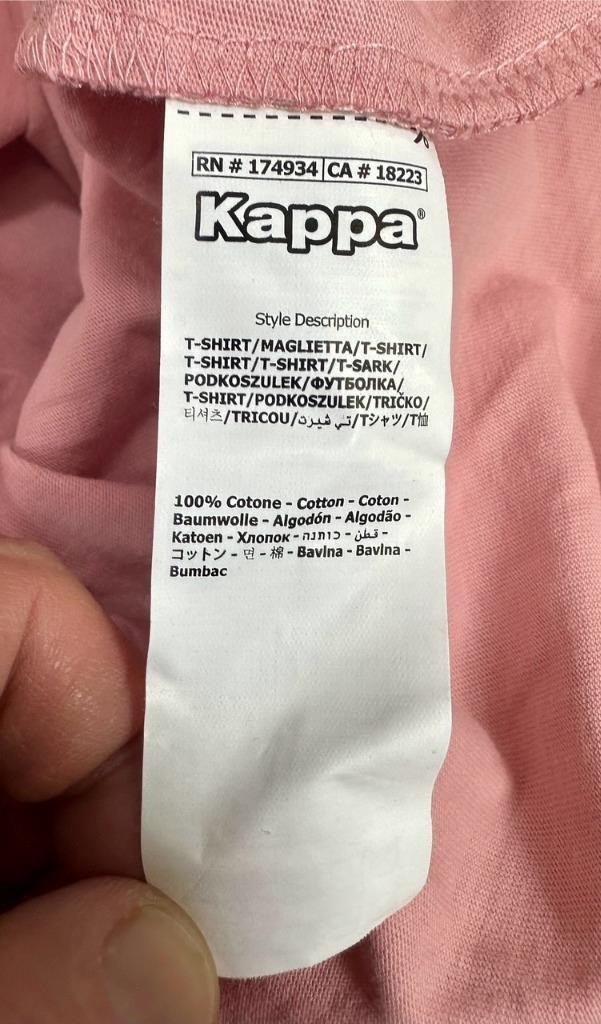 RN # 174934 CA # 18223
Kappa®
Style Description
T-SHIRT/MAGLIETTA/T-SHIRT/
T-SHIRT/T-SHIRT/T-SARK/
PODKOSZULEK/ФУТБОЛКА/
T-SHIRT/PODKOSZULEK/TRIČKO/
티셔츠/TRICOU/تي شيرد/Tシャツ/T恤
100% Cotone - Cotton - Coton -
Baumwolle - Algodón - Algodão -
Katoen - Хлопок - כותנה - قطن -
コットン - 면 - 棉 - Bavlna - Bavlna -
Bumbac